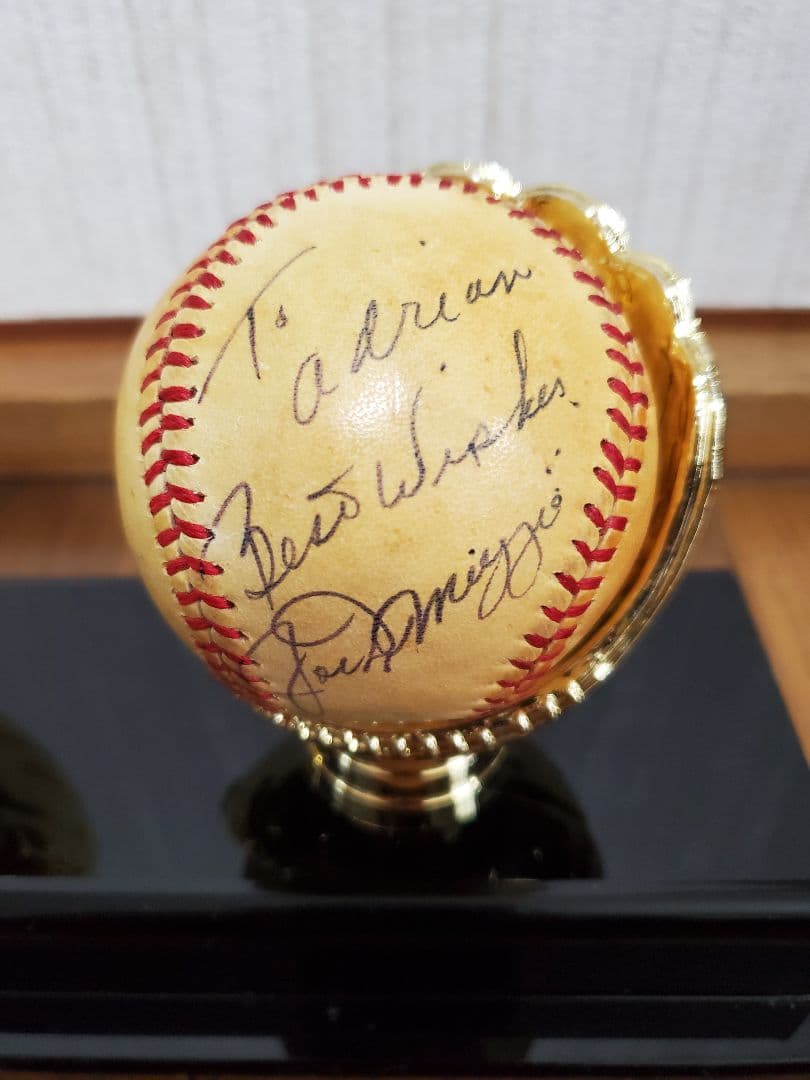 To Adrian
Best Wishes.
Joe DiMaggio